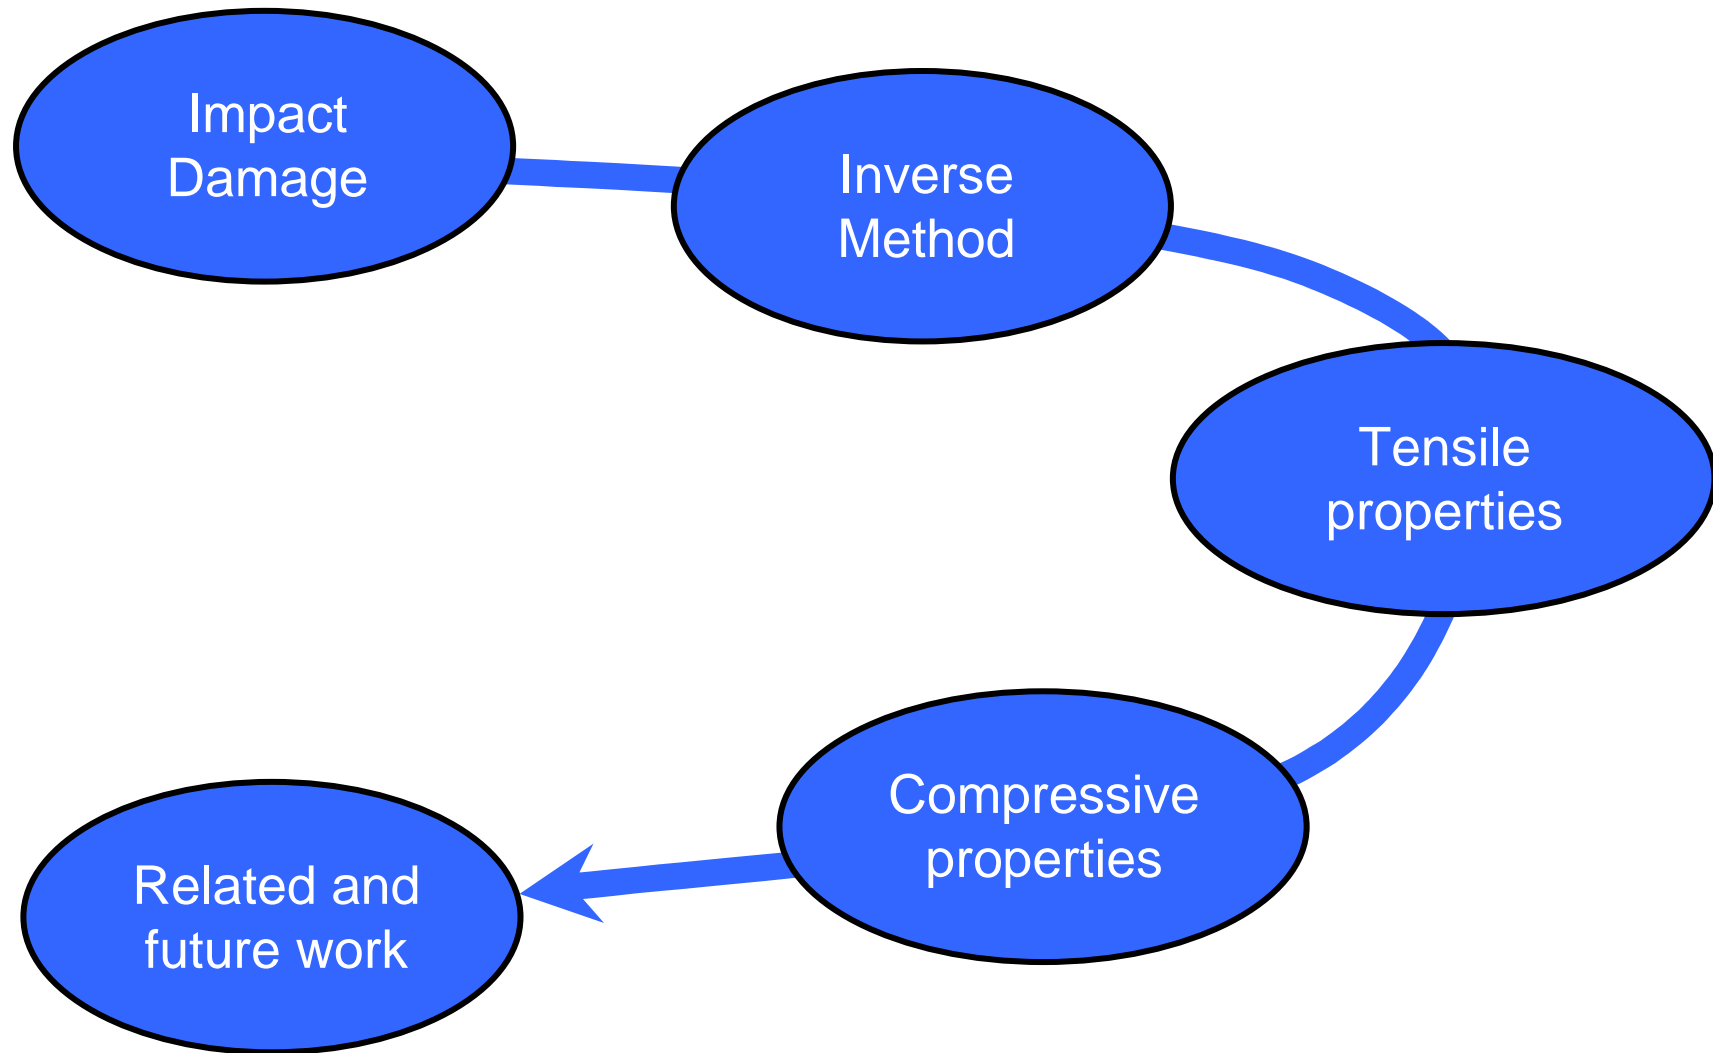 Impact
Damage
Inverse
Method
Tensile
properties
Compressive
properties
Related and
future work